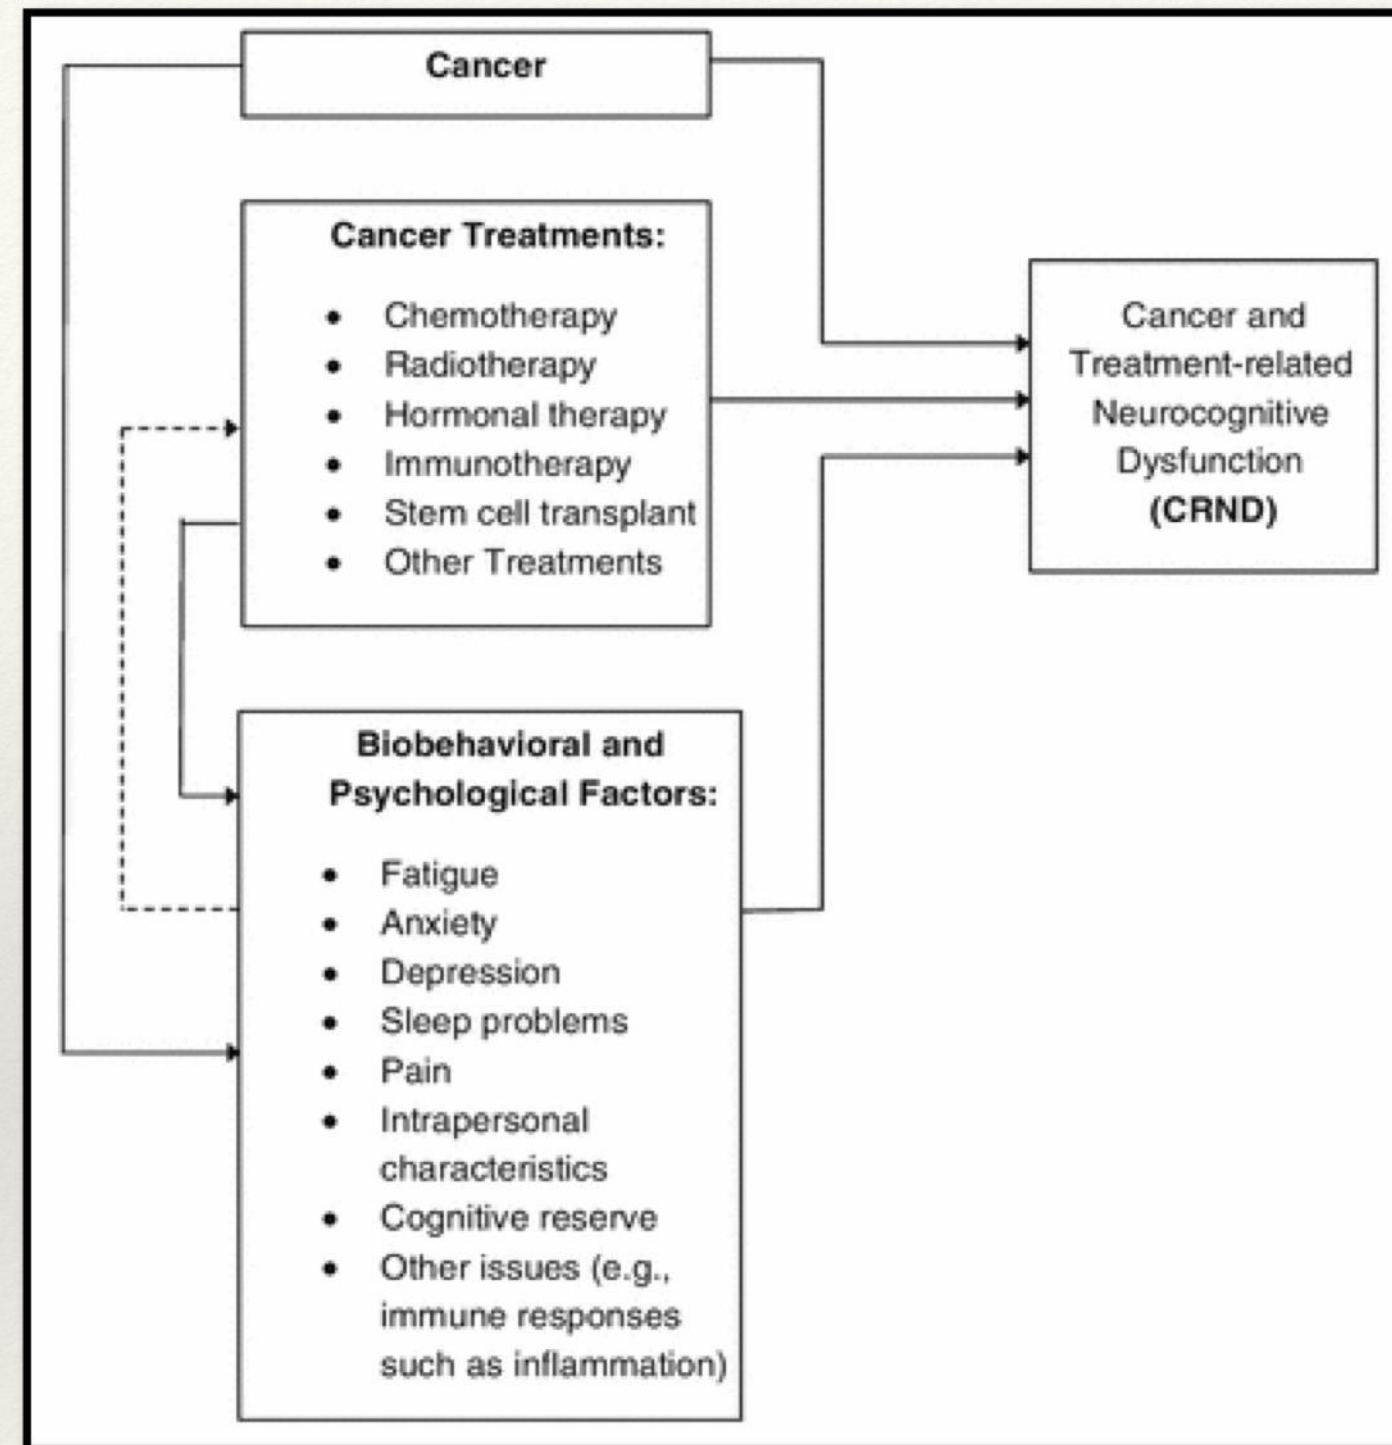 Cancer
Cancer Treatments:
• Chemotherapy
• Radiotherapy
• Hormonal therapy
• Immunotherapy
• Stem cell transplant
• Other Treatments
Biobehavioral and
Psychological Factors:
• Fatigue
• Anxiety
• Depression
• Sleep problems
• Pain
• Intrapersonal
characteristics
• Cognitive reserve
• Other issues (e.g.,
immune responses
such as inflammation)
Cancer and
Treatment-related
Neurocognitive
Dysfunction
(CRND)